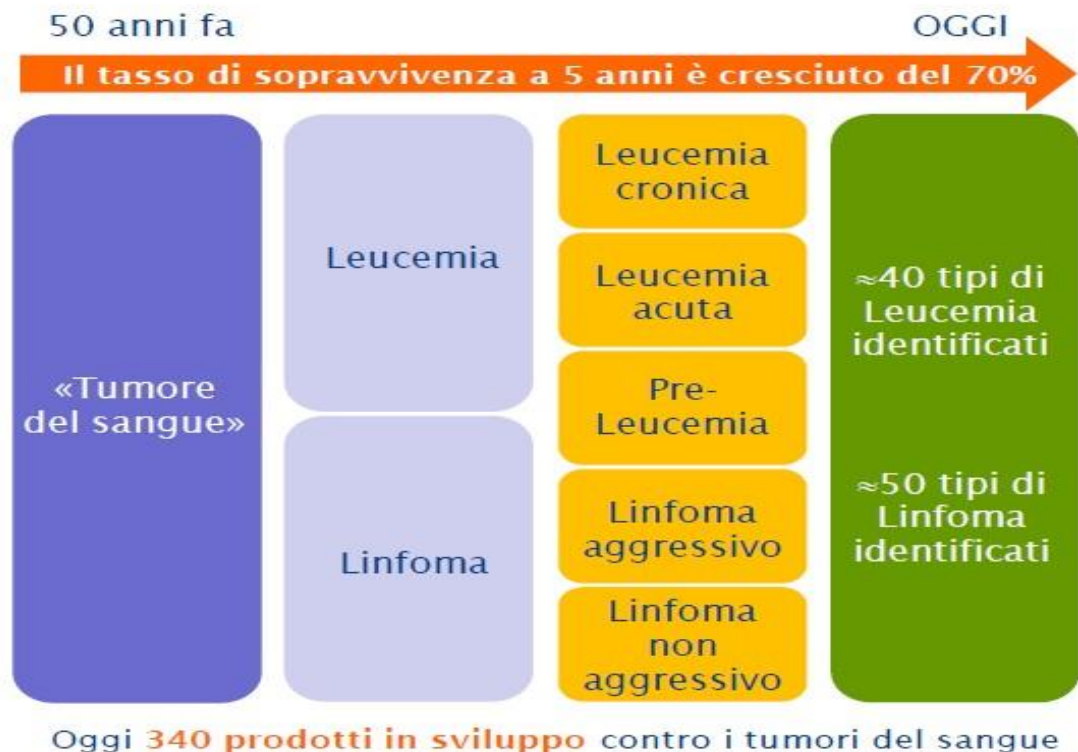 50 anni fa
OGGI
Il tasso di sopravvivenza a 5 anni è cresciuto del 70%
«Tumore
del sangue»
Leucemia
Linfoma
Leucemia
cronica
Leucemia
acuta
Pre-
Leucemia
Linfoma
aggressivo
Linfoma
non
aggressivo
≈40 tipi di
Leucemia
identificati
≈50 tipi di
Linfoma
identificati
Oggi 340 prodotti in sviluppo contro i tumori del sangue